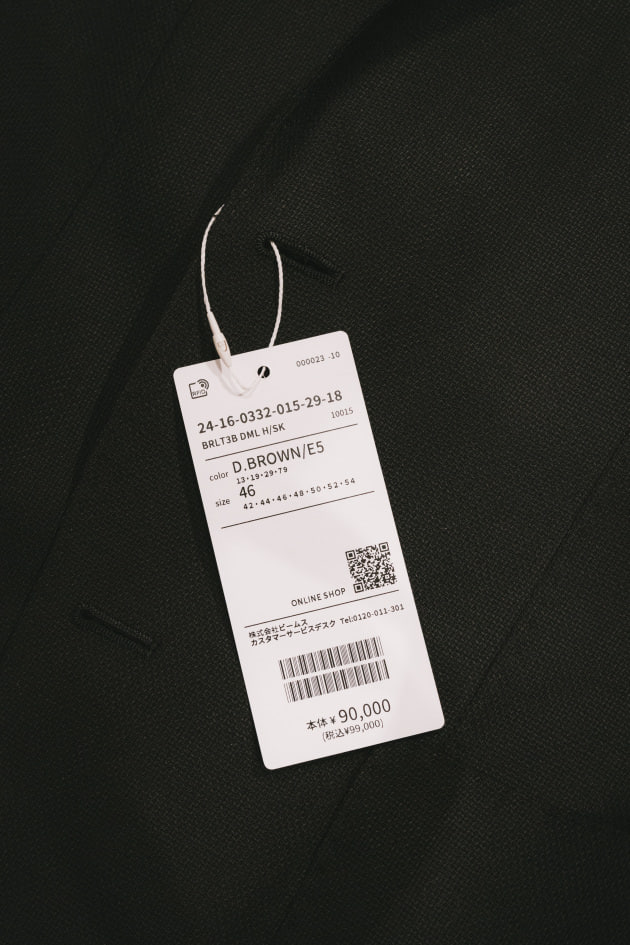 000023 -10
RFID
24-16-0332-015-29-18
BRLT3B DML H/SK 10015
color D.BROWN/E5
13・19・29・79
size 46
42・44・46・48・50・52・54
ONLINE SHOP
株式会社ビームス
カスタマーサービスデスク Tel:0120-011-301
本体¥90,000
(税込¥99,000)